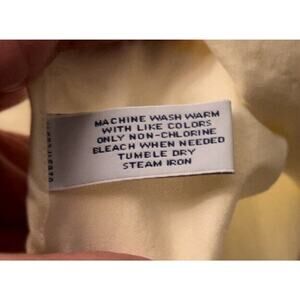 MACHINE WASH WARM
WITH LIKE COLORS
ONLY NON-CHLORINE
BLEACH WHEN NEEDED
TUMBLE DRY
STEAM IRON